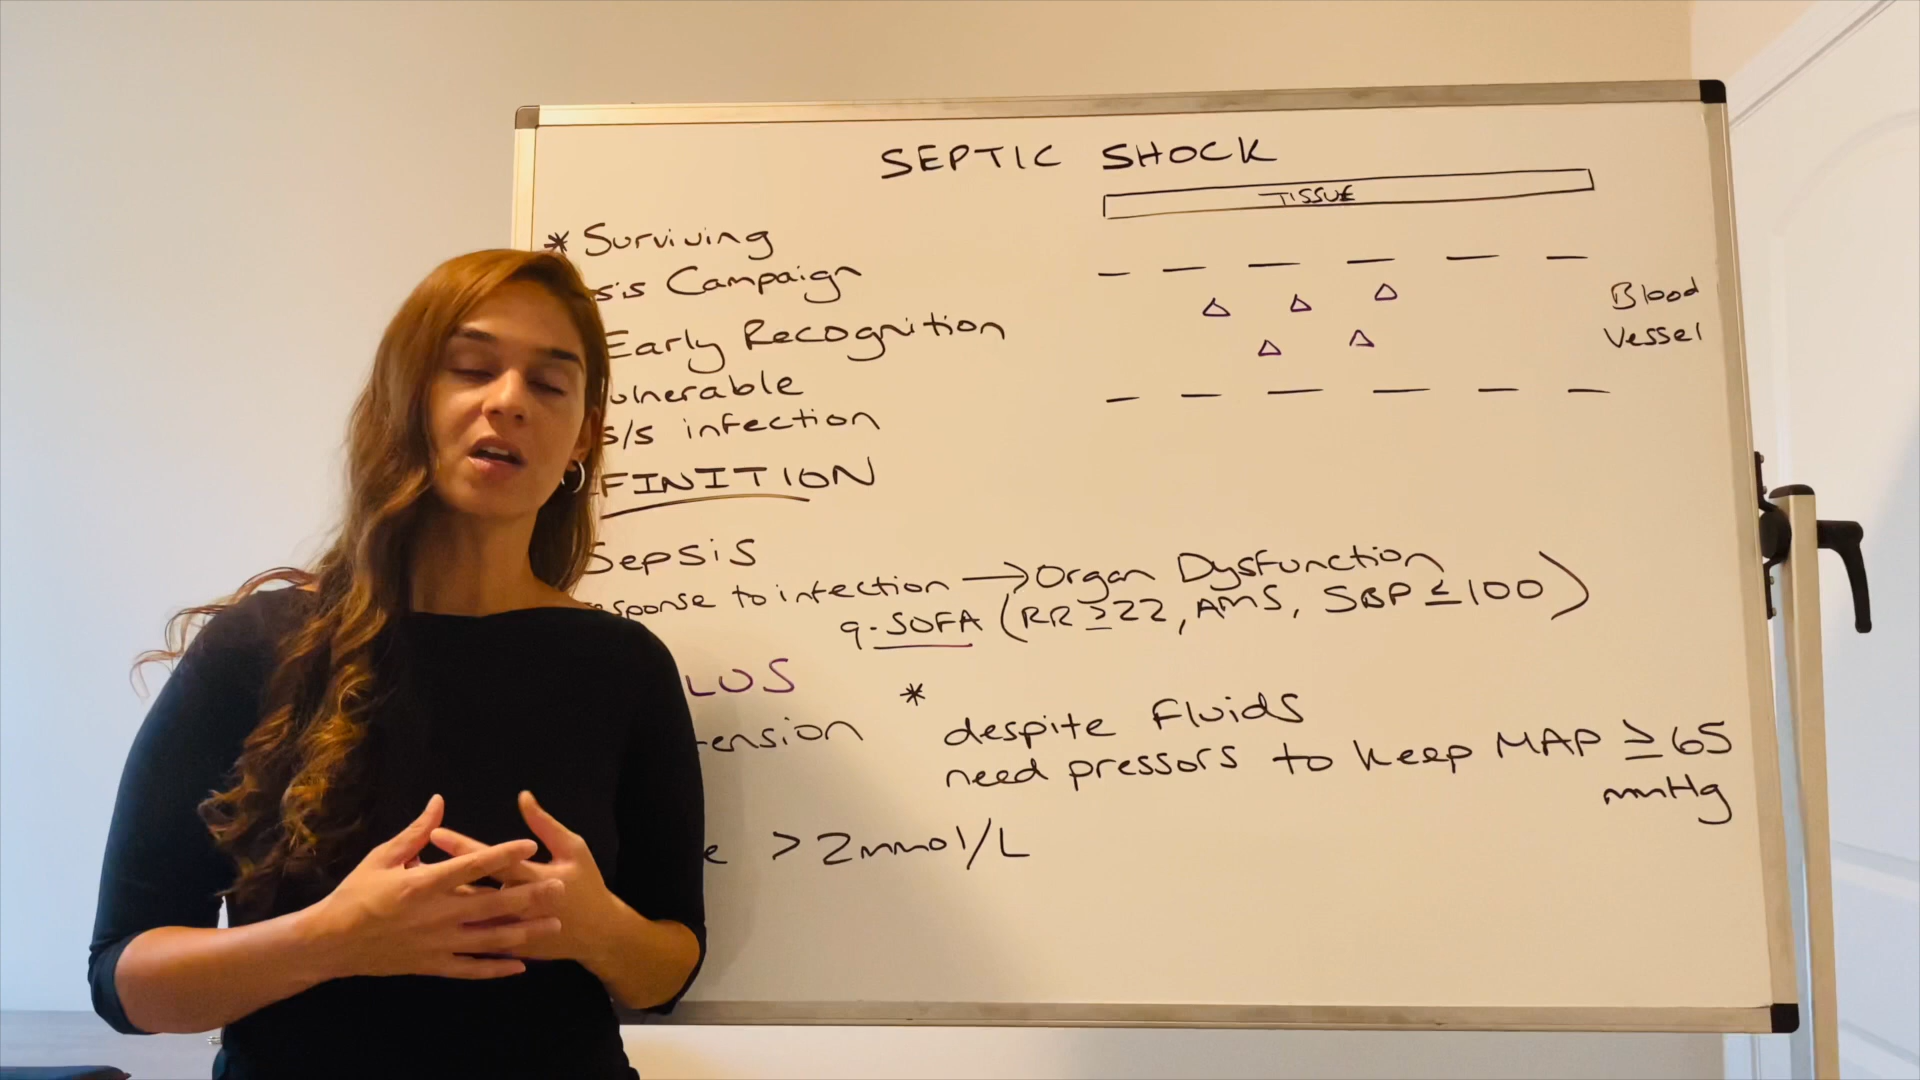 SEPTIC SHOCK
TISSUE
* Surviving
sis Campaign
Early Recognition
ulnerable
s/s infection
FINITION
Blood
Vessel
Sepsis
sponse to infection → Organ Dysfunction
q-SOFA (RR ≥22, AMS, SBP ≤100)
LUS
*
ension
despite fluids
need pressors to keep MAP ≥65
mmHg
e >2mmol/L